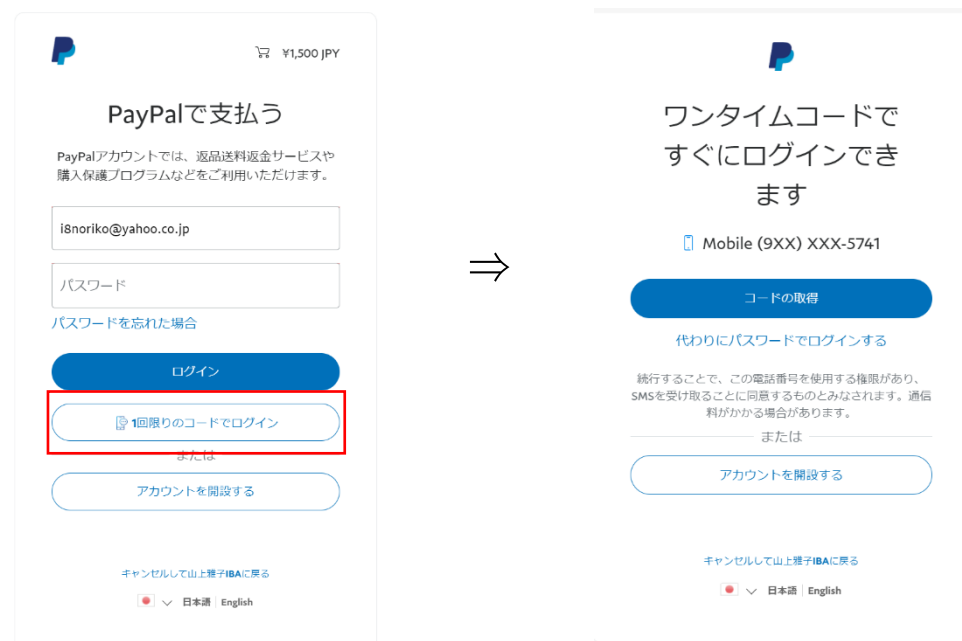 ¥1,500 JPY
PayPalで支払う
PayPalアカウントでは、返品送料返金サービスや
購入保護プログラムなどをご利用いただけます。
i8noriko@yahoo.co.jp
パスワード
パスワードを忘れた場合
ログイン
1回限りのコードでログイン
または
アカウントを開設する
キャンセルして山上雅子IBAに戻る
日本語 English
⇒
ワンタイムコードで
すぐにログインでき
ます
Mobile (9XX) XXX-5741
コードの取得
代わりにパスワードでログインする
続行することで、この電話番号を使用する権限があり、
SMSを受け取ることに同意するものとみなされます。通信
料がかかる場合があります。
または
アカウントを開設する
キャンセルして山上雅子IBAに戻る
日本語 English